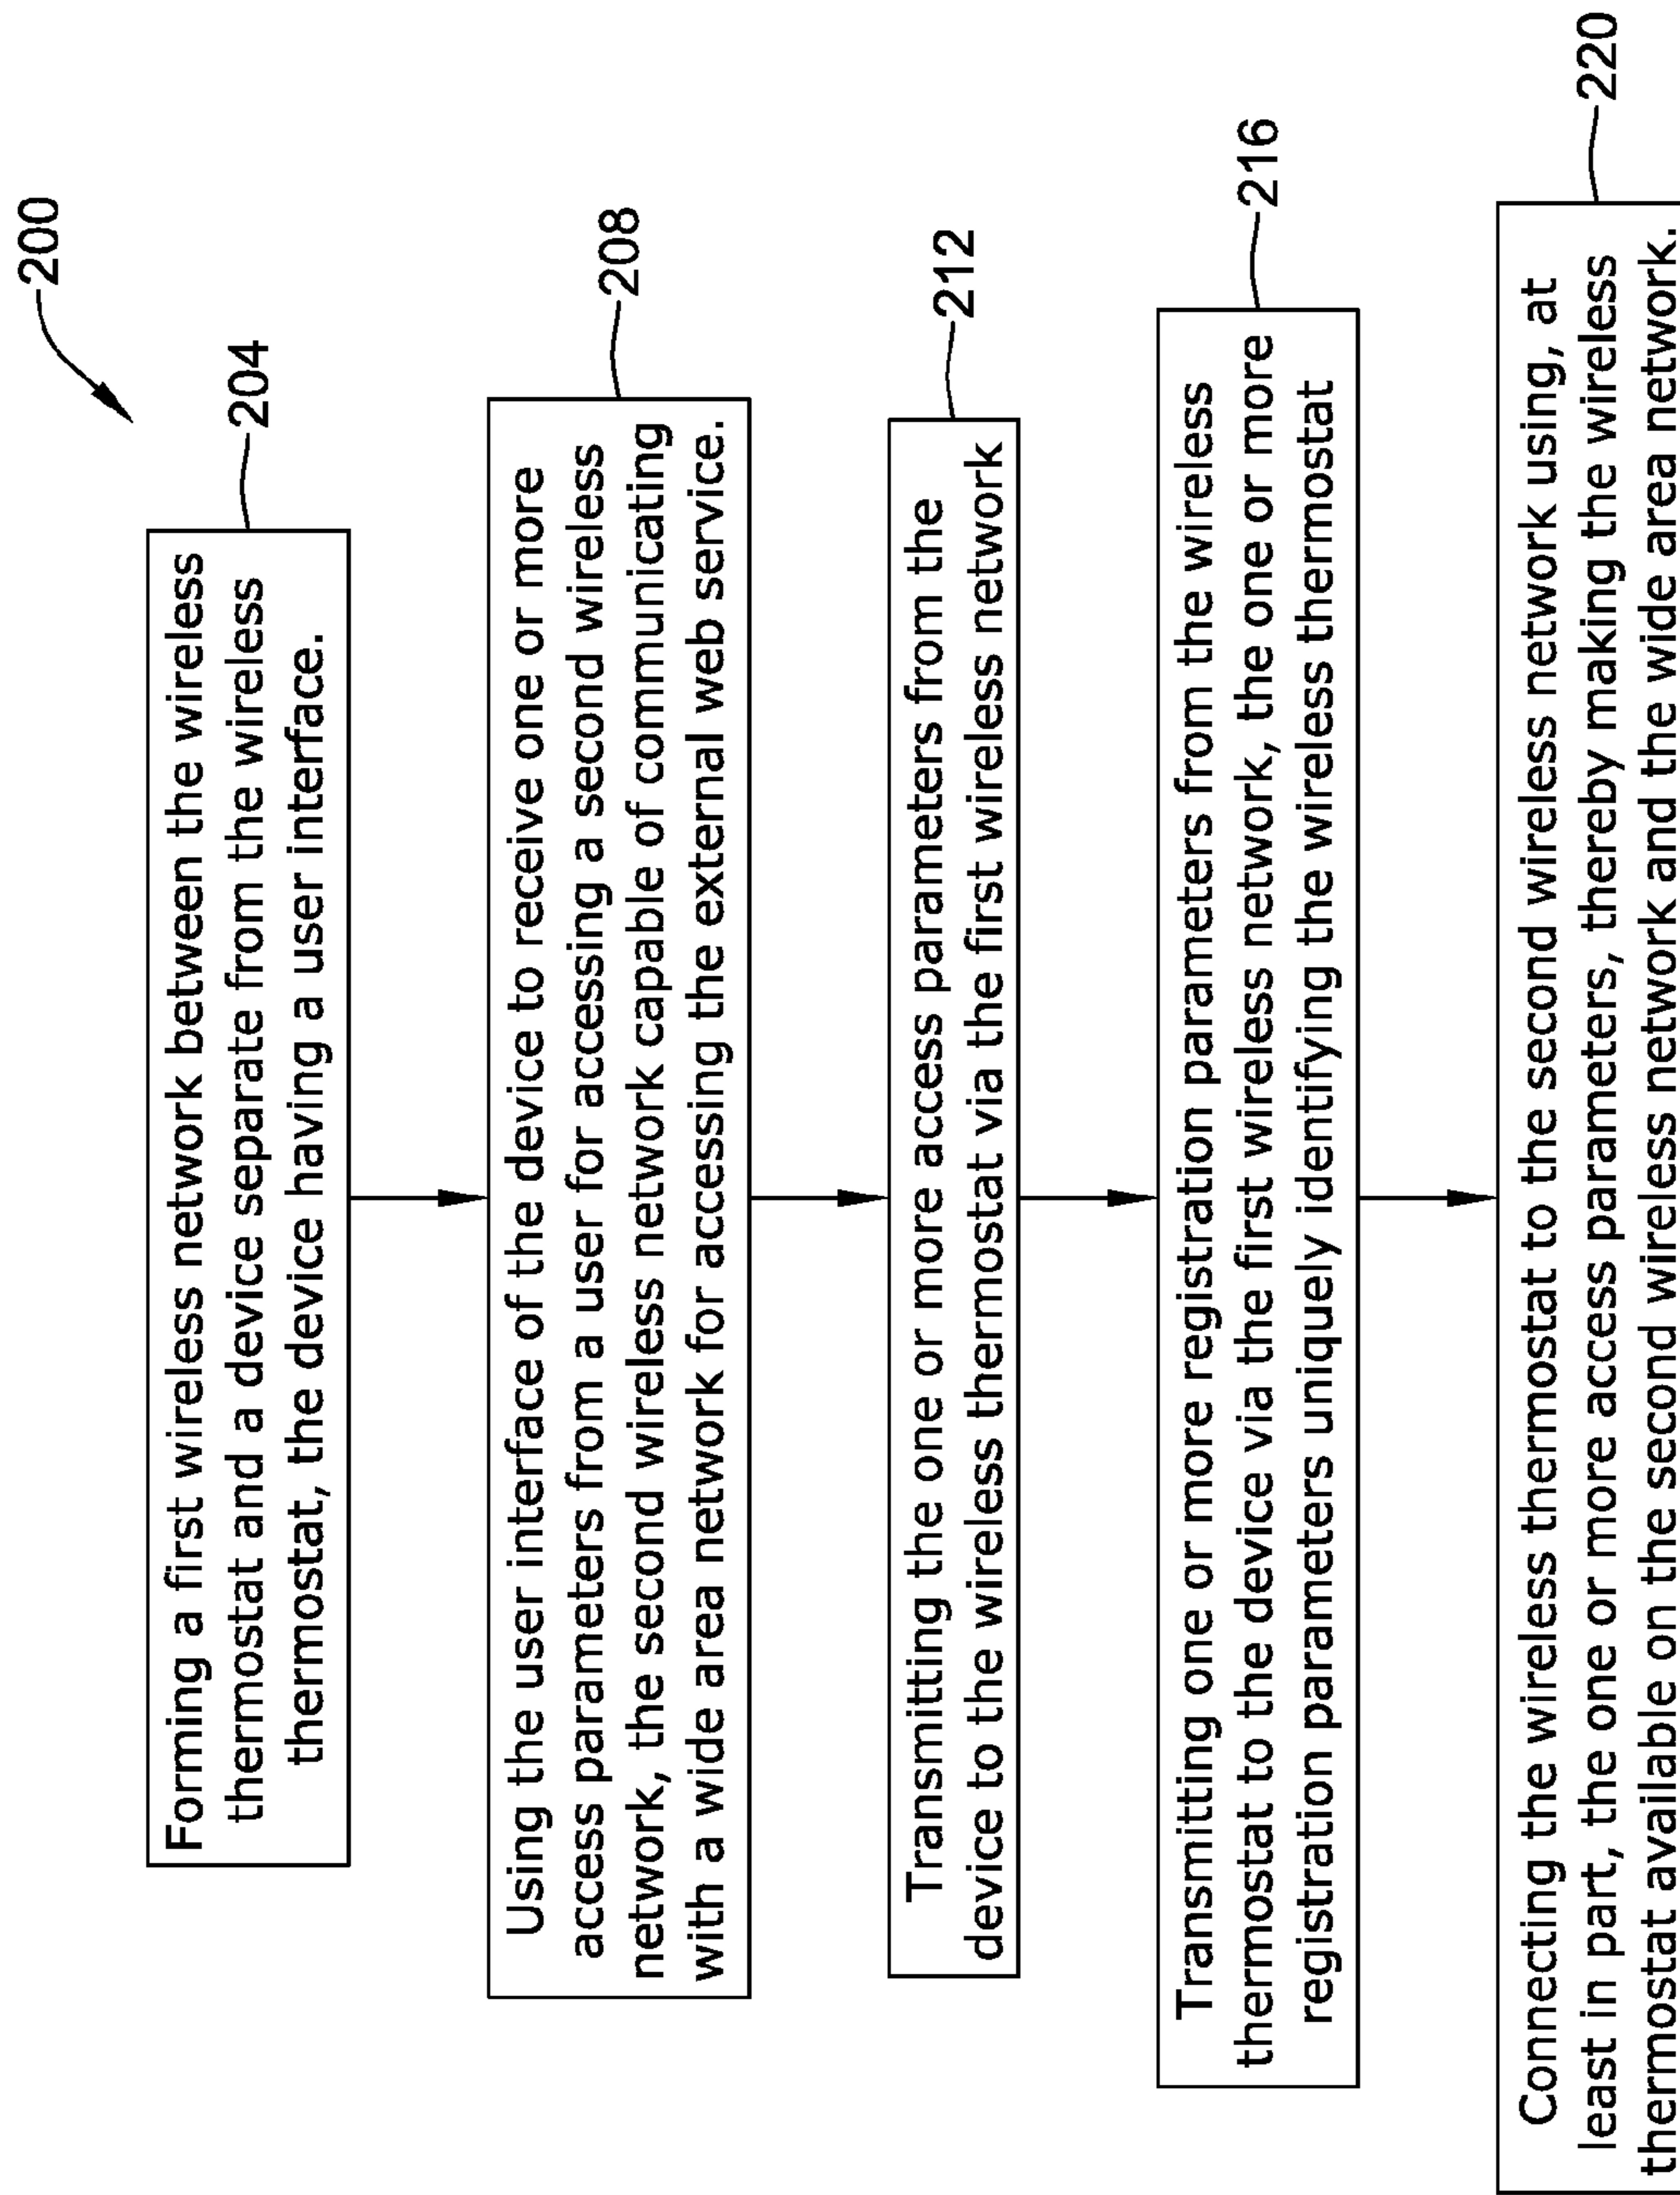 200
204
Forming a first wireless network between the wireless
thermostat and a device separate from the wireless
thermostat, the device having a user interface.
208
Using the user interface of the device to receive one or more
access parameters from a user for accessing a second wireless
network, the second wireless network capable of communicating
with a wide area network for accessing the external web service.
212
Transmitting the one or more access parameters from the
device to the wireless thermostat via the first wireless network
216
Transmitting one or more registration parameters from the wireless
thermostat to the device via the first wireless network, the one or more
registration parameters uniquely identifying the wireless thermostat
220
Connecting the wireless thermostat to the second wireless network using, at
least in part, the one or more access parameters, thereby making the wireless
thermostat available on the second wireless network and the wide area network.